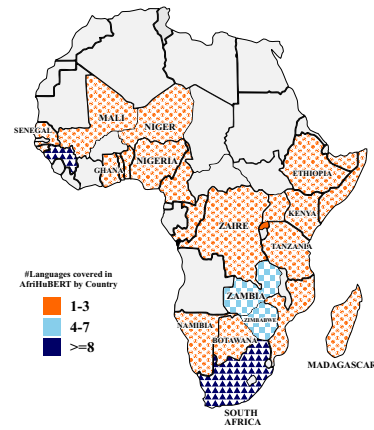 SENEGAL
MALI
NIGER
NIGERIA
GHANA
ETHIOPIA
KENYA
ZAIRE
TANZANIA
ZAMBIA
ZIMBABWE
NAMIBIA
BOTAWANA
MADAGASCAR
SOUTH
AFRICA
#Languages covered in
AfriHuBERT by Country
1-3
4-7
>=8